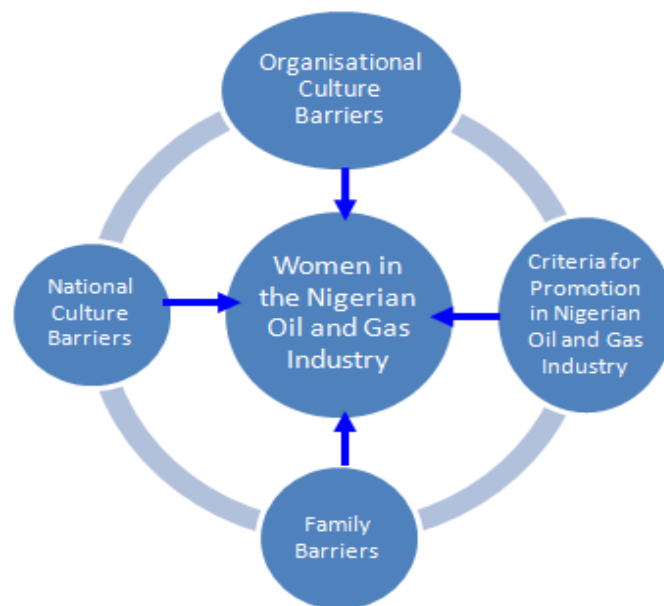 Organisational
Culture
Barriers
National
Culture
Barriers
Women in
the Nigerian
Oil and Gas
Industry
Criteria for
Promotion
in Nigerian
Oil and Gas
Industry
Family
Barriers